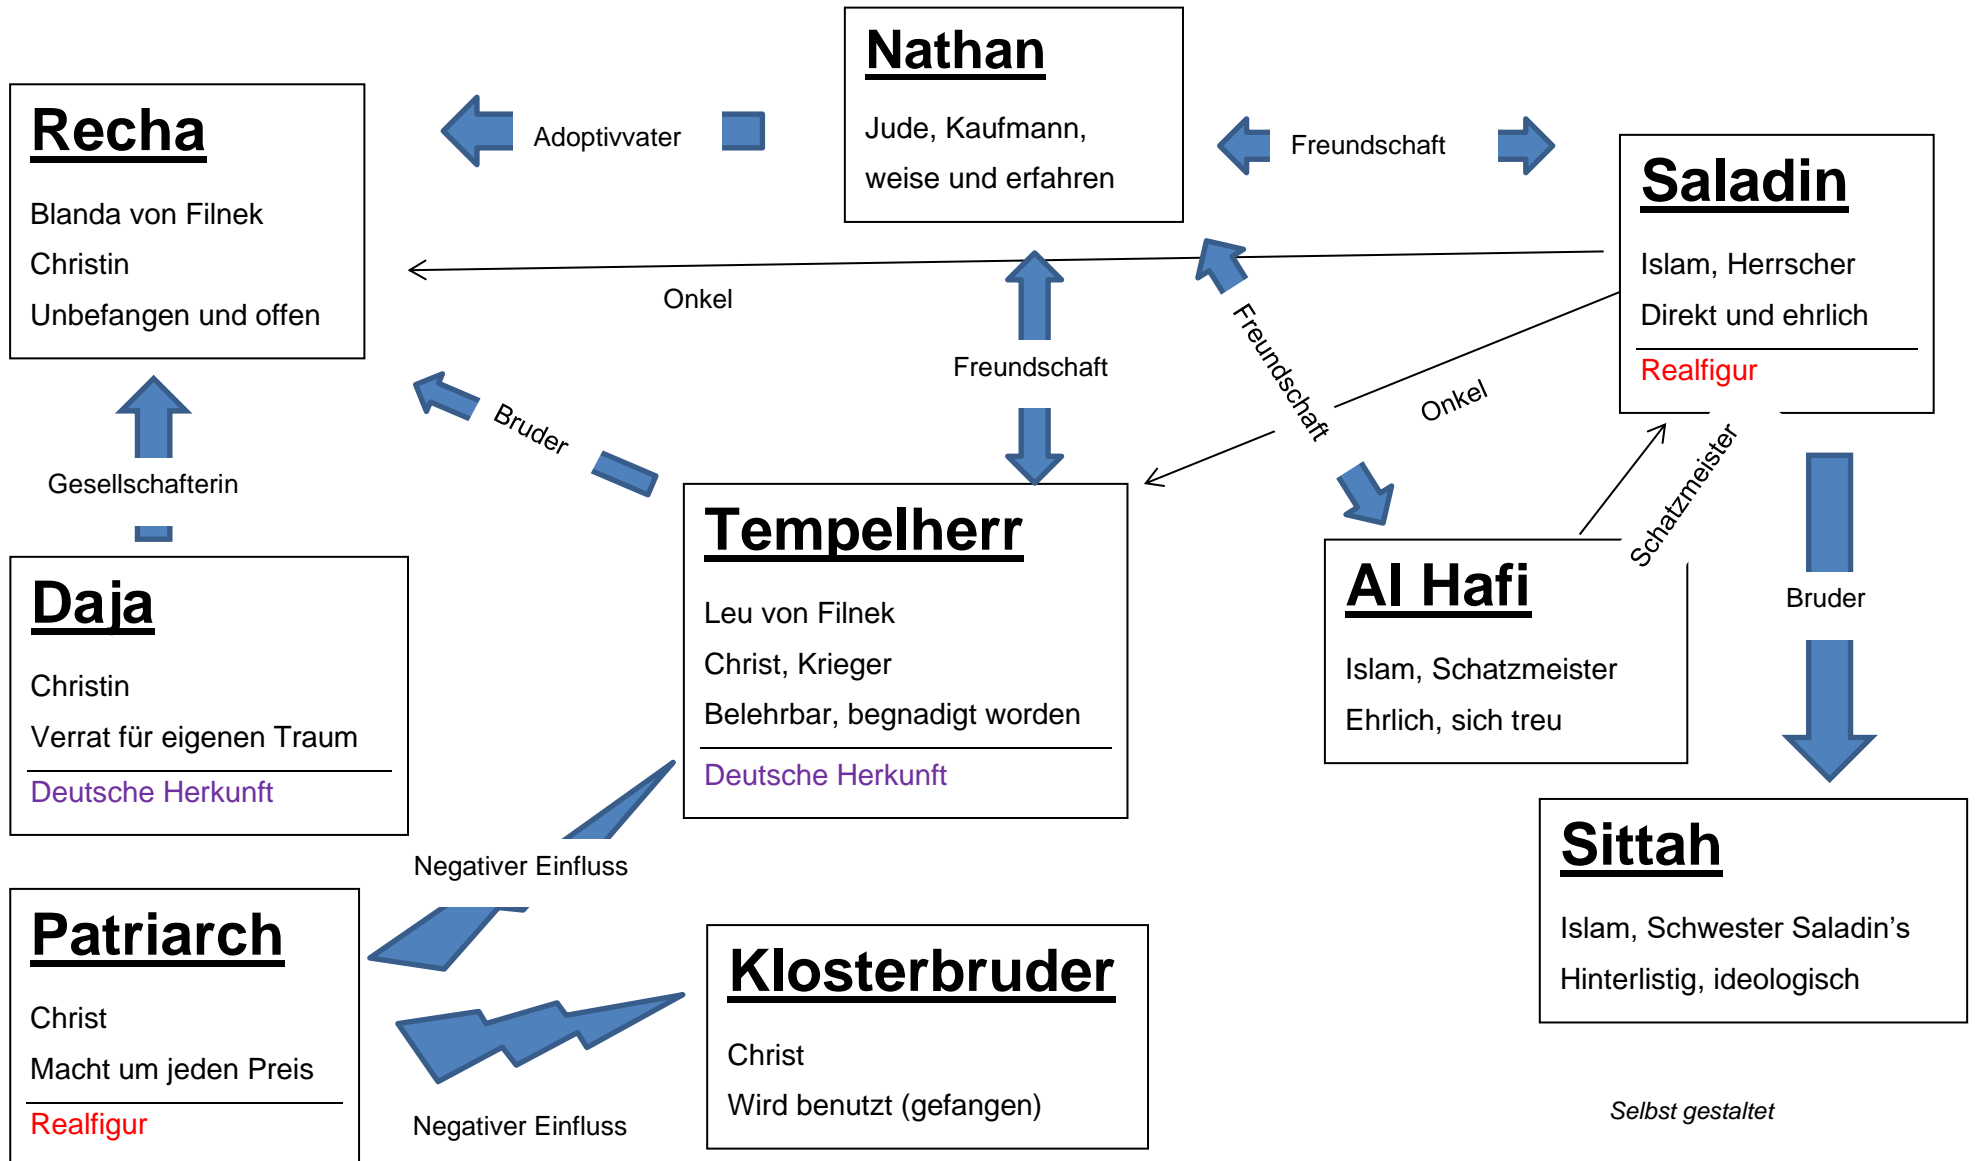 Nathan
Jude, Kaufmann,
weise und erfahren
Recha
Blanda von Filnek
Christin
Unbefangen und offen
Adoptivvater
Freundschaft
Saladin
Islam, Herrscher
Direkt und ehrlich
Realfigur
Onkel
Freundschaft
Freundschaft
Onkel
Bruder
Schatzmeister
Gesellschafterin
Daja
Christin
Verrat für eigenen Traum
Deutsche Herkunft
Tempelherr
Leu von Filnek
Christ, Krieger
Belehrbar, begnadigt worden
Deutsche Herkunft
Al Hafi
Islam, Schatzmeister
Ehrlich, sich treu
Bruder
Negativer Einfluss
Sittah
Islam, Schwester Saladin’s
Hinterlistig, ideologisch
Patriarch
Christ
Macht um jeden Preis
Realfigur
Negativer Einfluss
Klosterbruder
Christ
Wird benutzt (gefangen)
Selbst gestaltet